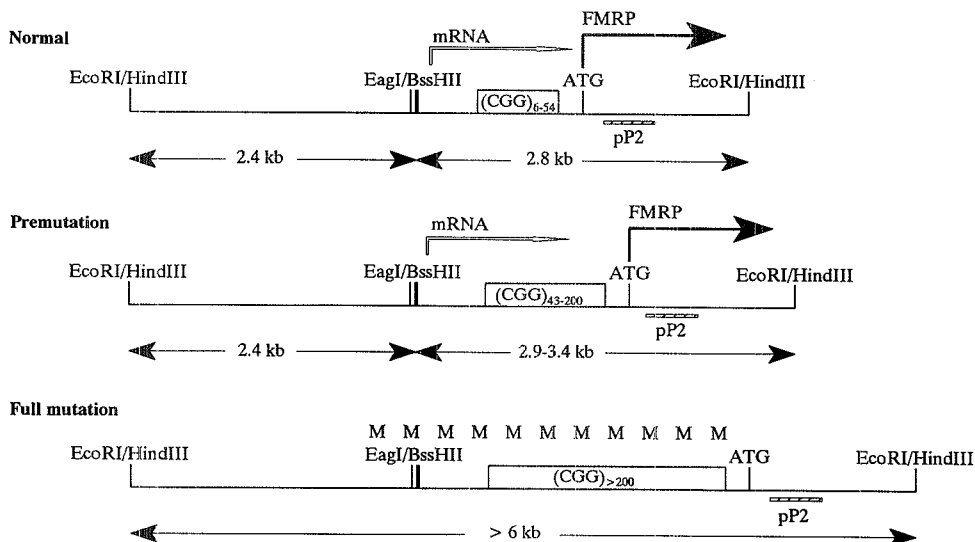 Normal
FMRP
mRNA
EcoRI/HindIII
EagI/BssHII
ATG
EcoRI/HindIII
(CGG)6-54
pP2
2.4 kb
2.8 kb
Premutation
FMRP
mRNA
EcoRI/HindIII
EagI/BssHII
ATG
EcoRI/HindIII
(CGG)43-200
pP2
2.4 kb
2.9-3.4 kb
Full mutation
M M M M M M M M M M M
EcoRI/HindIII
EagI/BssHII
ATG
EcoRI/HindIII
(CGG)>200
pP2
> 6 kb